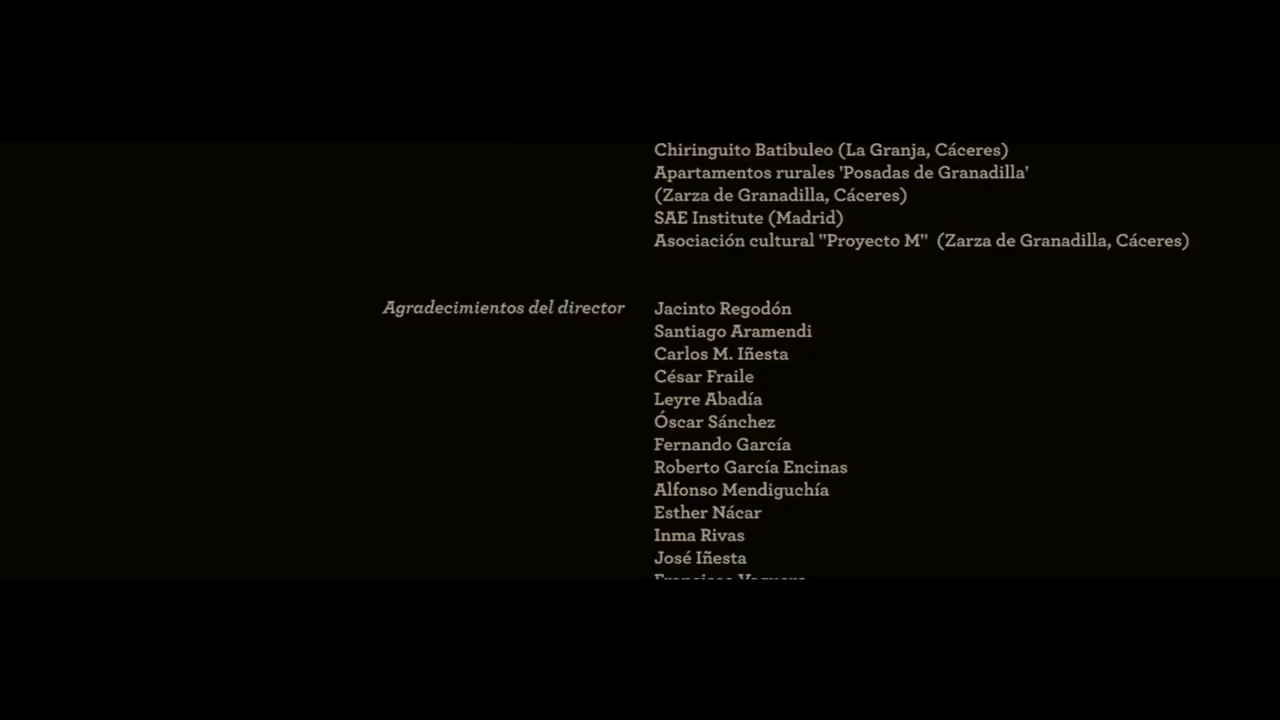 Chiringuito Batibuleo (La Granja, Cáceres)
Apartamentos rurales 'Posadas de Granadilla'
(Zarza de Granadilla, Cáceres)
SAE Institute (Madrid)
Asociación cultural "Proyecto M" (Zarza de Granadilla, Cáceres)
Agradecimientos del director
Jacinto Regodón
Santiago Aramendi
Carlos M. Iñesta
César Fraile
Leyre Abadía
Óscar Sánchez
Fernando García
Roberto García Encinas
Alfonso Mendiguchía
Esther Nácar
Inma Rivas
José Iñesta